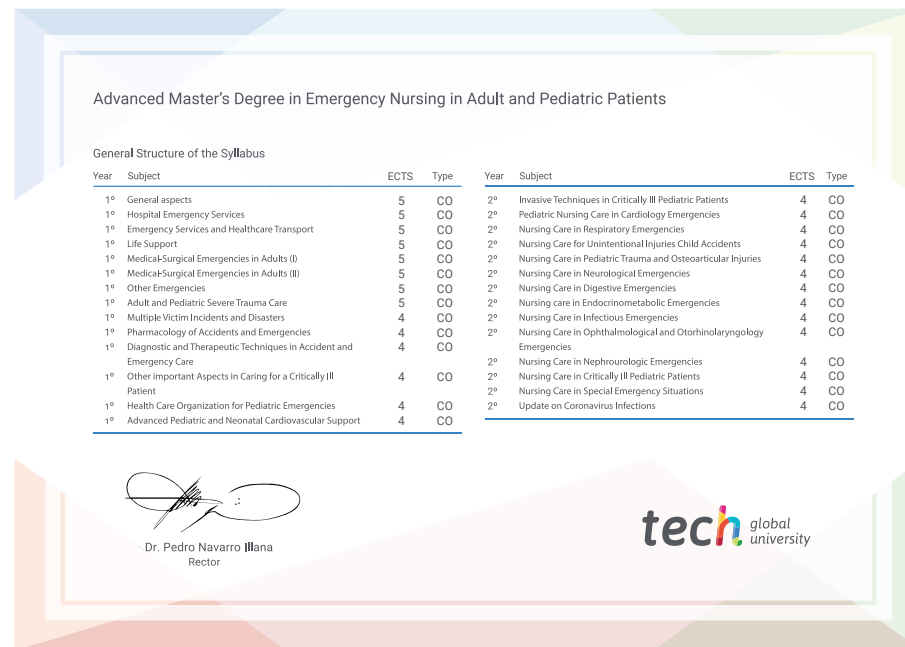 Advanced Master's Degree in Emergency Nursing in Adult and Pediatric Patients
General Structure of the Syllabus
Year Subject ECTS Type
1º General aspects 5 CO
1º Hospital Emergency Services 5 CO
1º Emergency Services and Healthcare Transport 5 CO
1º Life Support 5 CO
1º Medical-Surgical Emergencies in Adults (I) 5 CO
1º Medical-Surgical Emergencies in Adults (II) 5 CO
1º Other Emergencies 5 CO
1º Adult and Pediatric Severe Trauma Care 5 CO
1º Multiple Victim Incidents and Disasters 4 CO
1º Pharmacology of Accidents and Emergencies 4 CO
1º Diagnostic and Therapeutic Techniques in Accident and 4 CO
Emergency Care
1º Other important Aspects in Caring for a Critically Ill 4 CO
Patient
1º Health Care Organization for Pediatric Emergencies 4 CO
1º Advanced Pediatric and Neonatal Cardiovascular Support 4 CO
Year Subject ECTS Type
2º Invasive Techniques in Critically Ill Pediatric Patients 4 CO
2º Pediatric Nursing Care in Cardiology Emergencies 4 CO
2º Nursing Care in Respiratory Emergencies 4 CO
2º Nursing Care for Unintentional Injuries Child Accidents 4 CO
2º Nursing Care in Pediatric Trauma and Osteoarticular Injuries 4 CO
2º Nursing Care in Neurological Emergencies 4 CO
2º Nursing Care in Digestive Emergencies 4 CO
2º Nursing care in Endocrinometabolic Emergencies 4 CO
2º Nursing Care in Infectious Emergencies 4 CO
2º Nursing Care in Ophthalmological and Otorhinolaryngology 4 CO
Emergencies
2º Nursing Care in Nephrourologic Emergencies 4 CO
2º Nursing Care in Critically Ill Pediatric Patients 4 CO
2º Nursing Care in Special Emergency Situations 4 CO
2º Update on Coronavirus Infections 4 CO
Dr. Pedro Navarro Illana
Rector
tech global
university